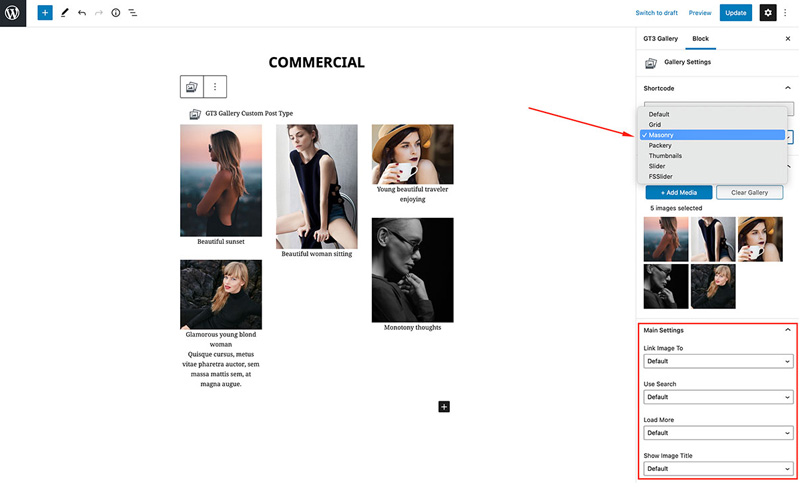 Switch to draft
Preview
Update
GT3 Gallery
Block
Gallery Settings
Shortcode
Default
Grid
Masonry
Packery
Thumbnails
Slider
FSSlider
+ Add Media
Clear Gallery
5 images selected
Main Settings
Link Image To
Default
Use Search
Default
Load More
Default
Show Image Title
Default
COMMERCIAL
GT3 Gallery Custom Post Type
Beautiful sunset
Beautiful woman sitting
Young beautiful traveler
enjoying
Monotony thoughts
Glamorous young blond
woman
Quisque cursus, metus
vitae pharetra auctor, sem
massa mattis sem, at
magna augue.